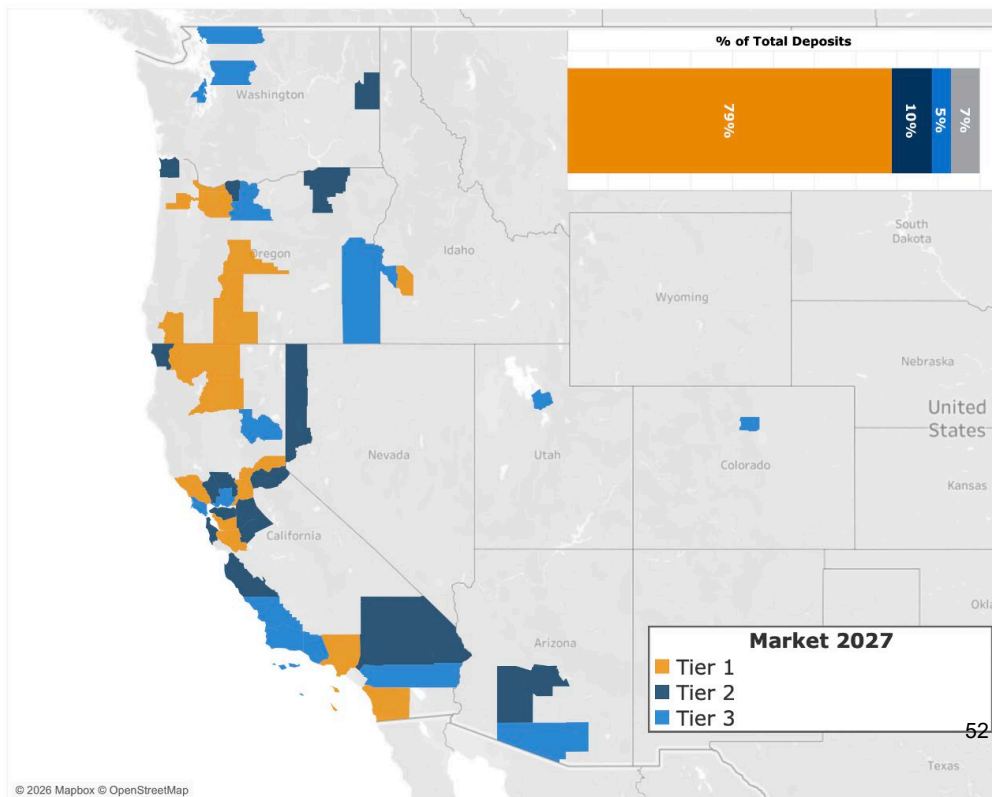 % of Total Deposits
79%
10%
5%
7%
Washington
Oregon
Idaho
South
Dakota
Wyoming
Nebraska
United
States
Nevada
Utah
Colorado
Kansas
California
Arizona
Okla
Market 2027
Tier 1
Tier 2
Tier 3
52
Texas
© 2026 Mapbox © OpenStreetMap